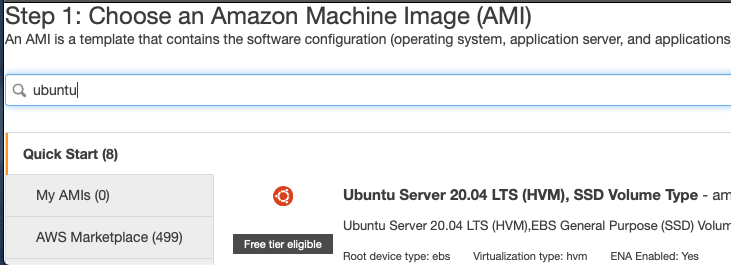 Step 1: Choose an Amazon Machine Image (AMI)
An AMI is a template that contains the software configuration (operating system, application server, and applications)
ubuntu
Quick Start (8)
My AMIs (0)
AWS Marketplace (499)
Ubuntu Server 20.04 LTS (HVM), SSD Volume Type - am
Ubuntu Server 20.04 LTS (HVM),EBS General Purpose (SSD) Volum
Free tier eligible
Root device type: ebs Virtualization type: hvm ENA Enabled: Yes